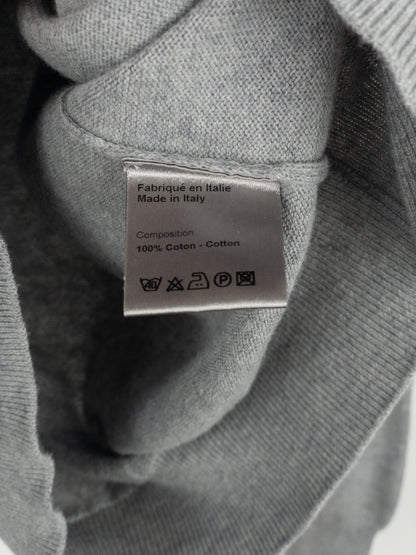 Fabriqué en Italie
Made in Italy
Composition
100% Coton - Cotton